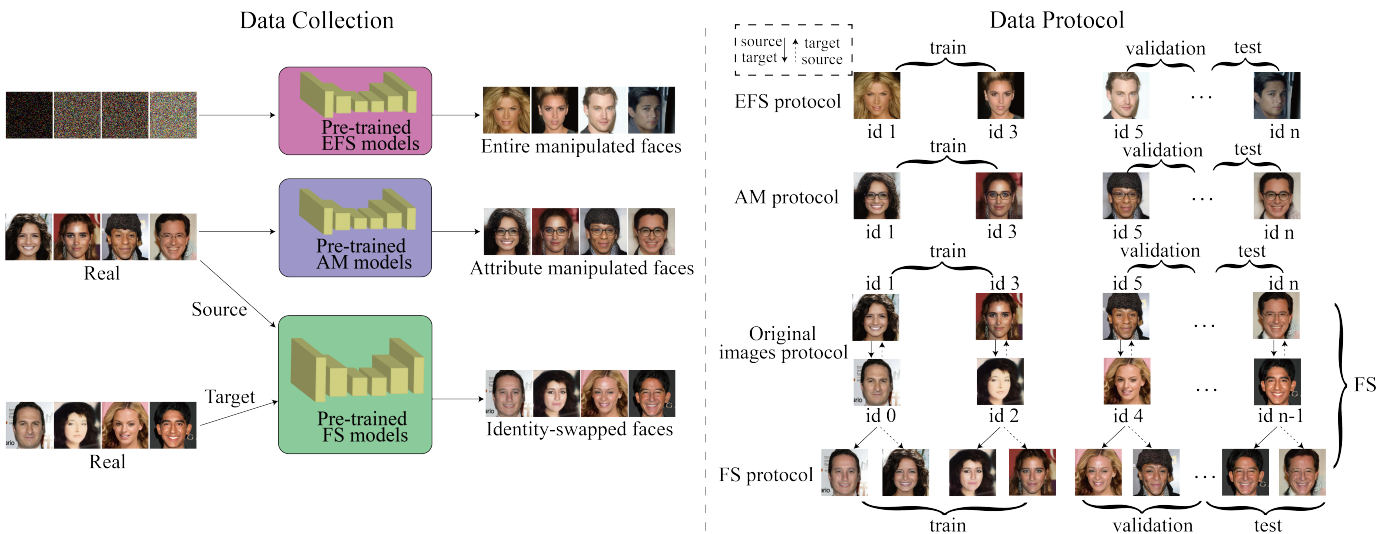 Data Collection
Pre-trained
EFS models
Entire manipulated faces
Real
Pre-trained
AM models
Attribute manipulated faces
Source
Target
Real
Pre-trained
FS models
Identity-swapped faces
Data Protocol
source
target
target
source
train
validation
test
EFS protocol
id 1
id 3
id 5
...
id n
train
validation
test
AM protocol
id 1
id 3
id 5
...
id n
train
validation
test
id 1
id 3
id 5
id n
Original
images protocol
...
...
id 0
id 2
id 4
id n-1
FS
FS protocol
...
train
validation
test